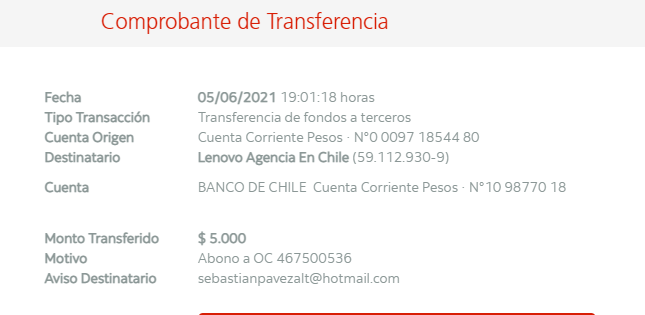 Comprobante de Transferencia
Fecha 05/06/2021 19:01:18 horas
Tipo Transacción Transferencia de fondos a terceros
Cuenta Origen Cuenta Corriente Pesos · N°0 0097 18544 80
Destinatario Lenovo Agencia En Chile (59.112.930-9)
Cuenta BANCO DE CHILE Cuenta Corriente Pesos · N°10 98770 18
Monto Transferido $ 5.000
Motivo Abono a OC 467500536
Aviso Destinatario sebastianpavezalt@hotmail.com